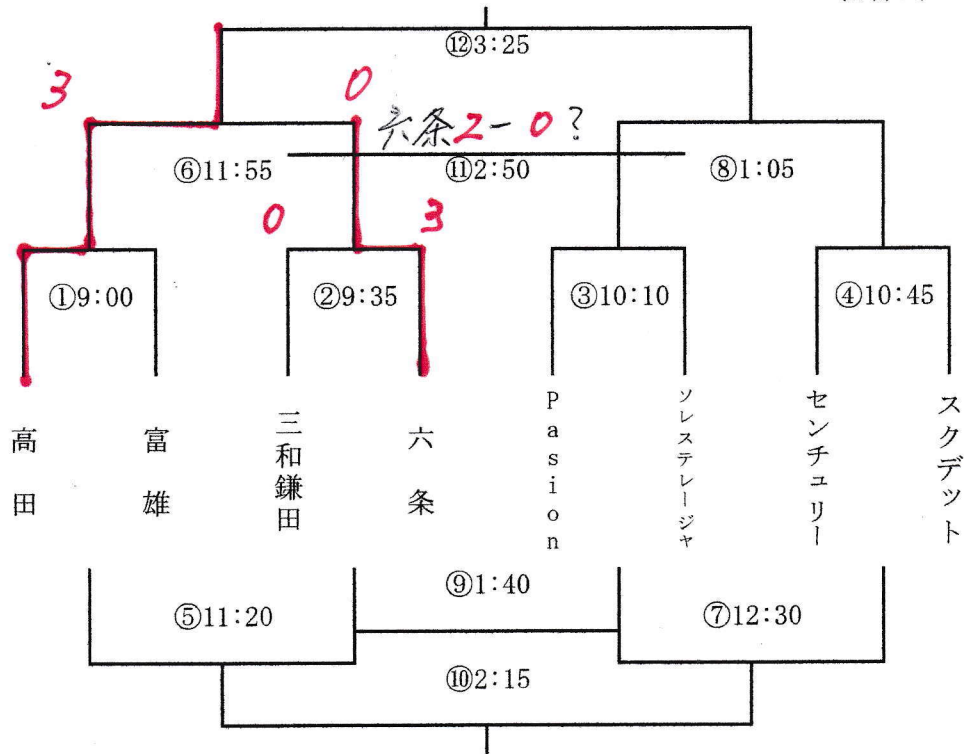 ⑫3:25
3
0
六条2-0?
⑥11:55
⑪2:50
⑧1:05
0
3
①9:00
②9:35
③10:10
④10:45
高田
富雄
三和鎌田
六条
Pasion
ソレステレージャ
センチュリー
スクデット
⑨1:40
⑤11:20
⑦12:30
⑩2:15